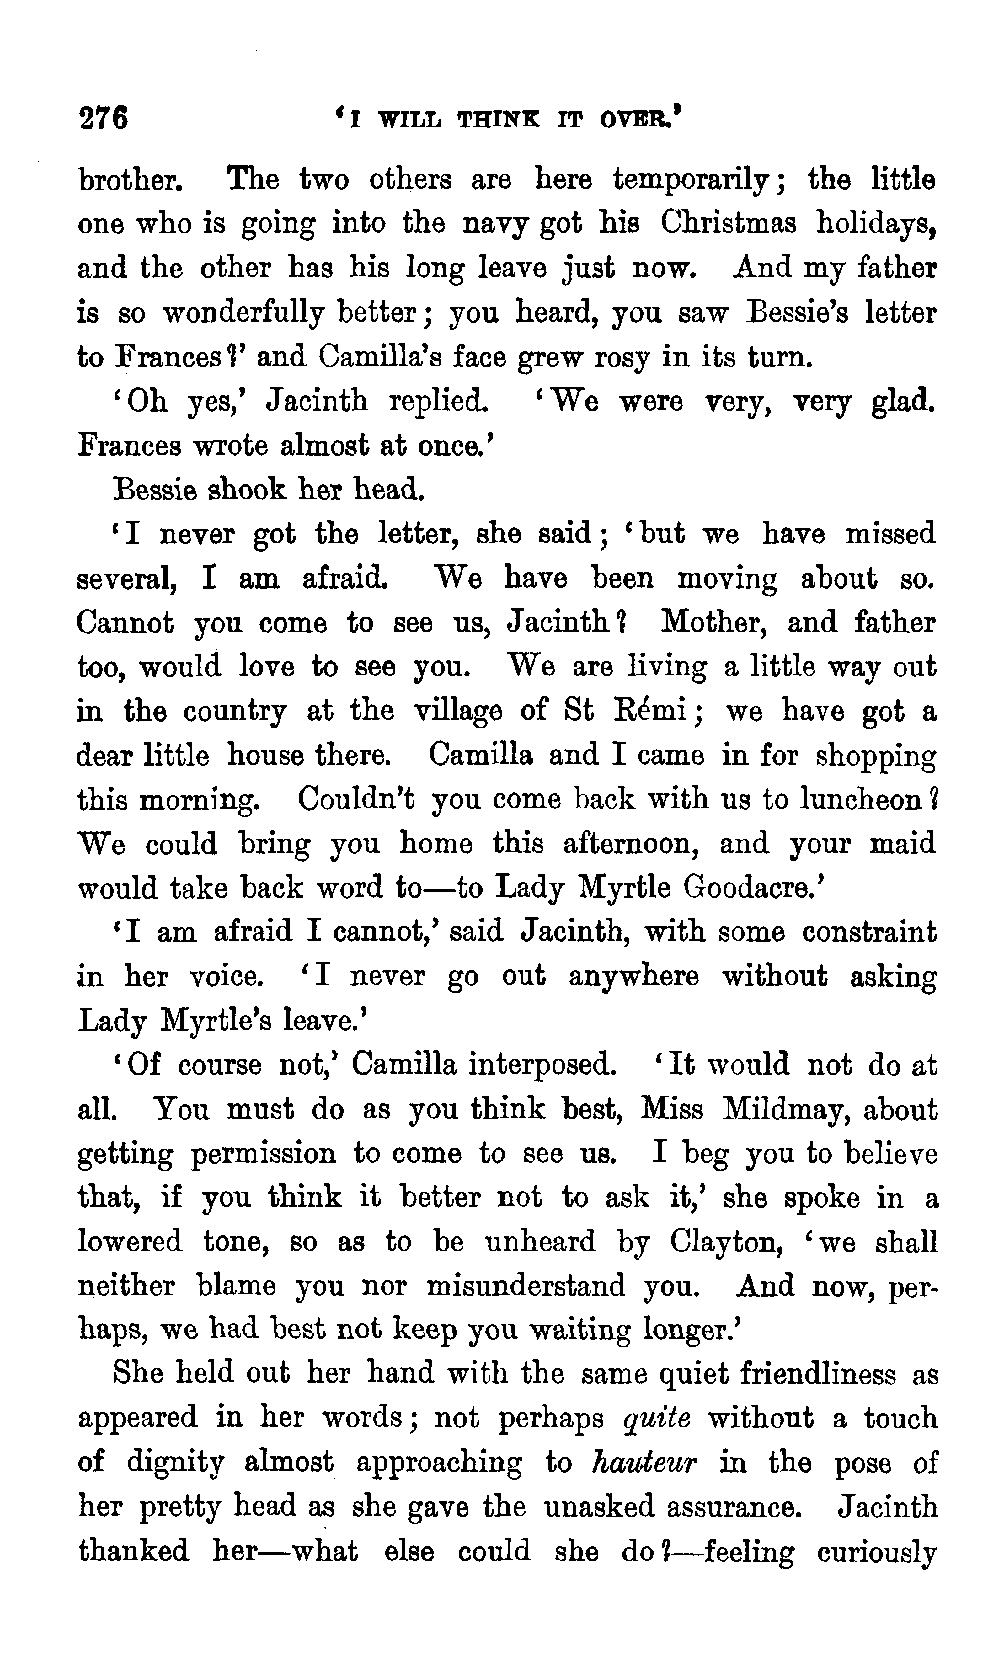 276 ‘I WILL THINK IT OVER.’
brother. The two others are here temporarily; the little
one who is going into the navy got his Christmas holidays,
and the other has his long leave just now. And my father
is so wonderfully better; you heard, you saw Bessie’s letter
to Frances?’ and Camilla’s face grew rosy in its turn.
‘Oh yes,’ Jacinth replied. ‘We were very, very glad.
Frances wrote almost at once.’
Bessie shook her head.
‘I never got the letter, she said; ‘but we have missed
several, I am afraid. We have been moving about so.
Cannot you come to see us, Jacinth? Mother, and father
too, would love to see you. We are living a little way out
in the country at the village of St Rémi; we have got a
dear little house there. Camilla and I came in for shopping
this morning. Couldn’t you come back with us to luncheon?
We could bring you home this afternoon, and your maid
would take back word to—to Lady Myrtle Goodacre.’
‘I am afraid I cannot,’ said Jacinth, with some constraint
in her voice. ‘I never go out anywhere without asking
Lady Myrtle’s leave.’
‘Of course not,’ Camilla interposed. ‘It would not do at
all. You must do as you think best, Miss Mildmay, about
getting permission to come to see us. I beg you to believe
that, if you think it better not to ask it,’ she spoke in a
lowered tone, so as to be unheard by Clayton, ‘we shall
neither blame you nor misunderstand you. And now, per-
haps, we had best not keep you waiting longer.’
She held out her hand with the same quiet friendliness as
appeared in her words; not perhaps quite without a touch
of dignity almost approaching to hauteur in the pose of
her pretty head as she gave the unasked assurance. Jacinth
thanked her—what else could she do?—feeling curiously